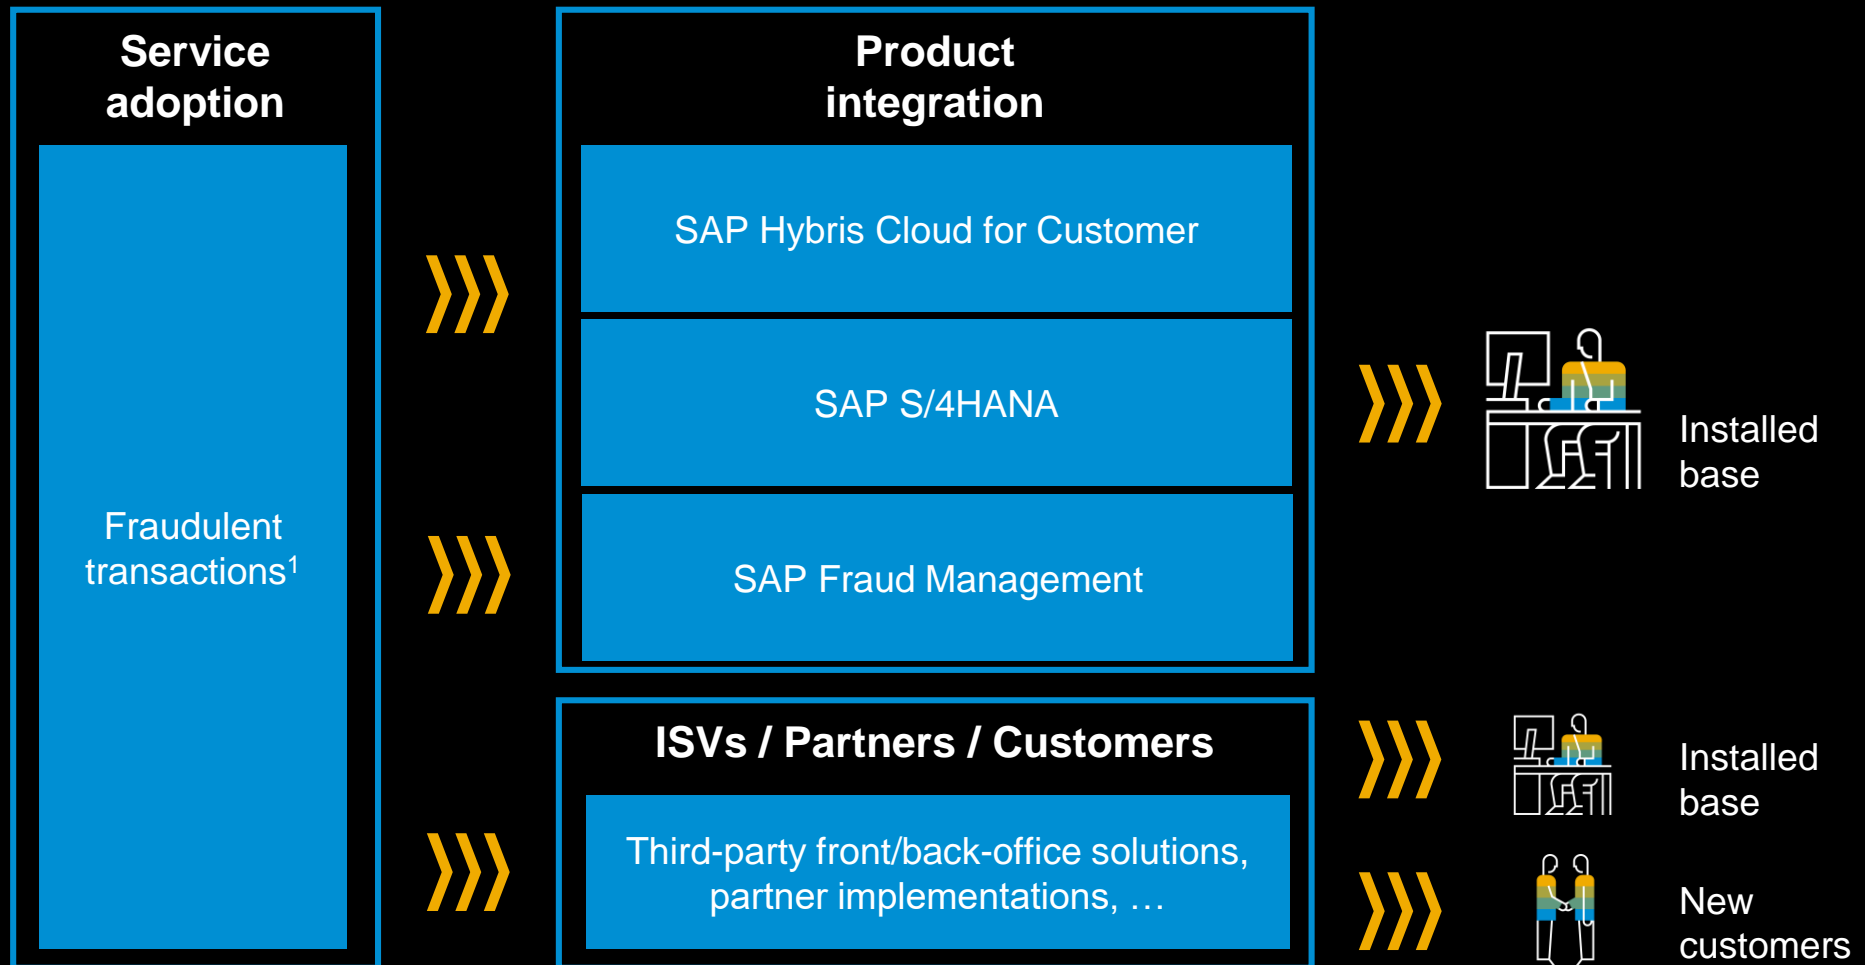 Service
adoption
Fraudulent
transactions¹
Product
integration
SAP Hybris Cloud for Customer
SAP S/4HANA
SAP Fraud Management
Installed
base
ISVs / Partners / Customers
Third-party front/back-office solutions,
partner implementations, …
Installed
base
New
customers